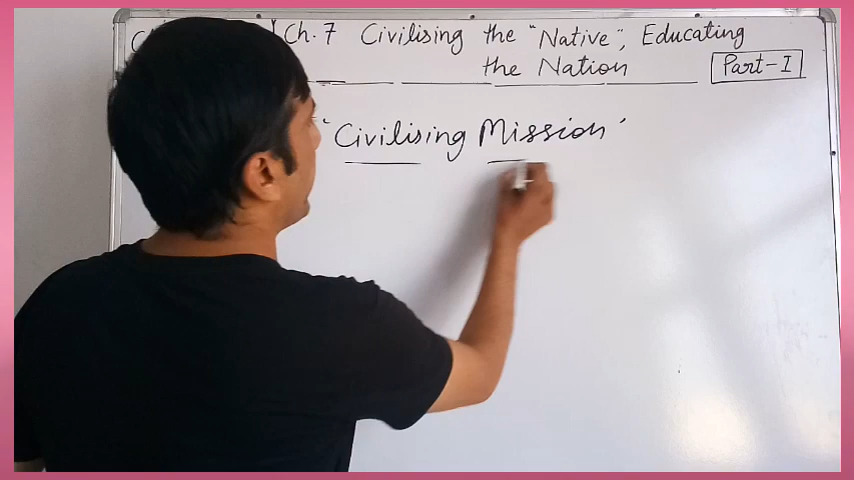 Ch. 7 Civilising the "Native", Educating
the Nation Part-I
'Civilising Mission'